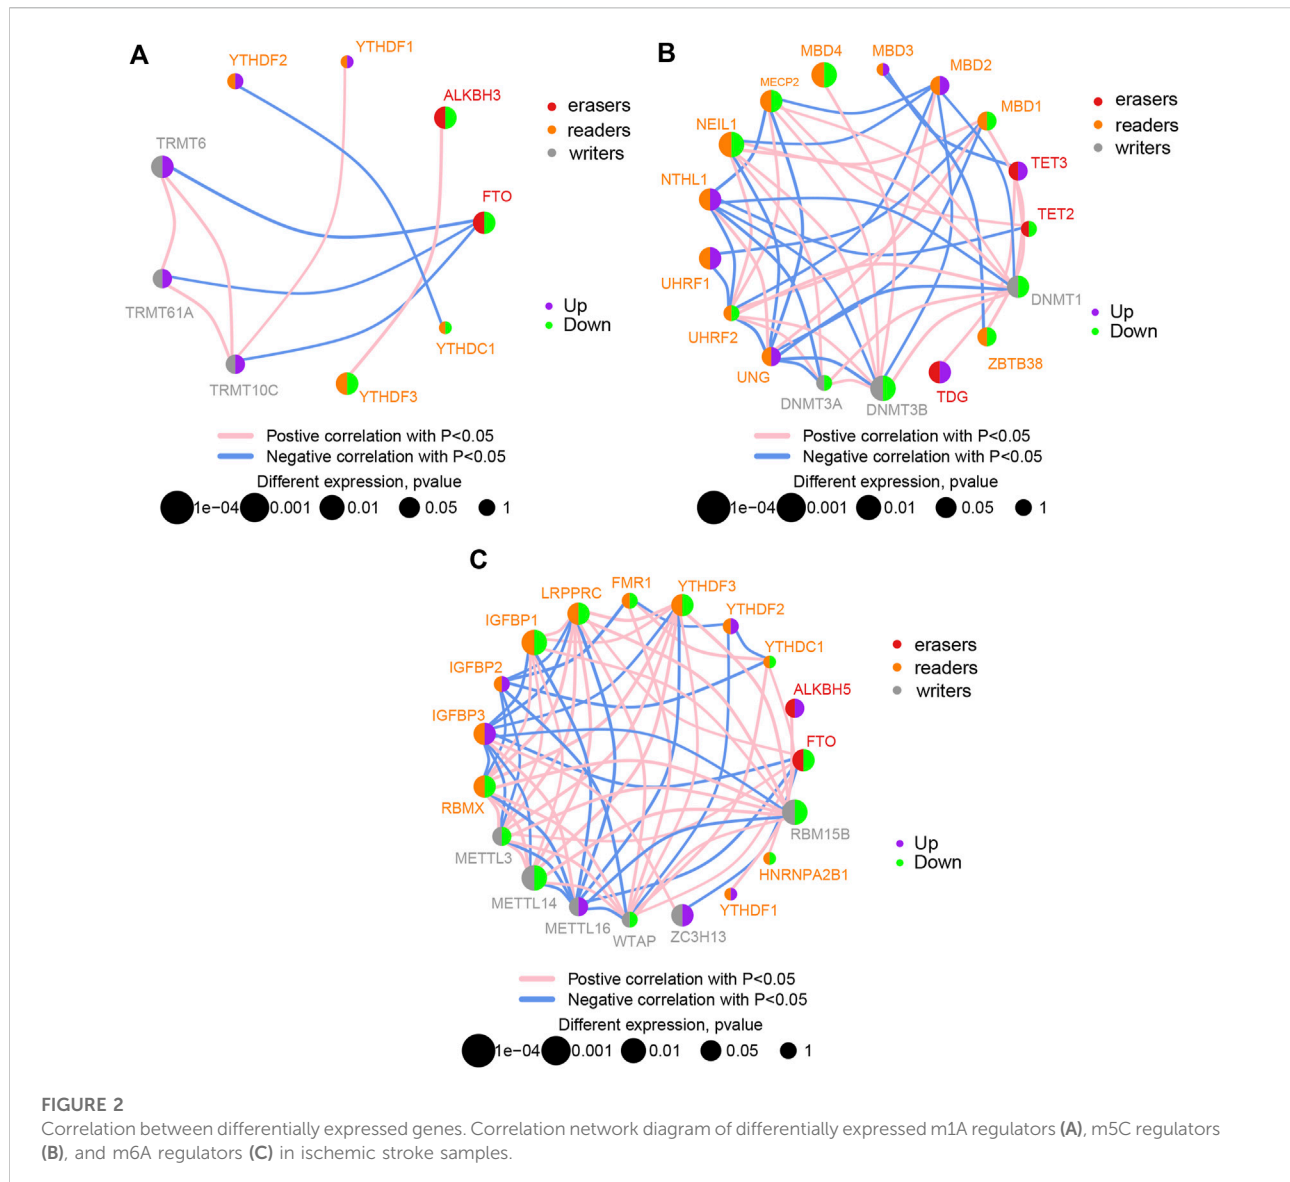 A
YTHDF1
YTHDF2
ALKBH3
erasers
readers
writers
TRMT6
FTO
TRMT61A
Up
Down
YTHDC1
TRMT10C
YTHDF3
Postive correlation with P<0.05
Negative correlation with P<0.05
Different expression, pvalue
1e−04 0.001 0.01 0.05 1
B
MBD4
MBD3
MBD2
MECP2
MBD1
erasers
readers
writers
NEIL1
TET3
NTHL1
TET2
UHRF1
DNMT1
Up
Down
UHRF2
ZBTB38
UNG
TDG
DNMT3A
DNMT3B
Postive correlation with P<0.05
Negative correlation with P<0.05
Different expression, pvalue
1e−04 0.001 0.01 0.05 1
C
FMR1
YTHDF3
LRPPRC
YTHDF2
IGFBP1
YTHDC1
erasers
readers
writers
IGFBP2
ALKBH5
IGFBP3
FTO
RBMX
RBM15B
Up
Down
METTL3
HNRNPA2B1
METTL14
YTHDF1
METTL16
WTAP
ZC3H13
Postive correlation with P<0.05
Negative correlation with P<0.05
Different expression, pvalue
1e−04 0.001 0.01 0.05 1
FIGURE 2
Correlation between differentially expressed genes. Correlation network diagram of differentially expressed m1A regulators (A), m5C regulators
(B), and m6A regulators (C) in ischemic stroke samples.